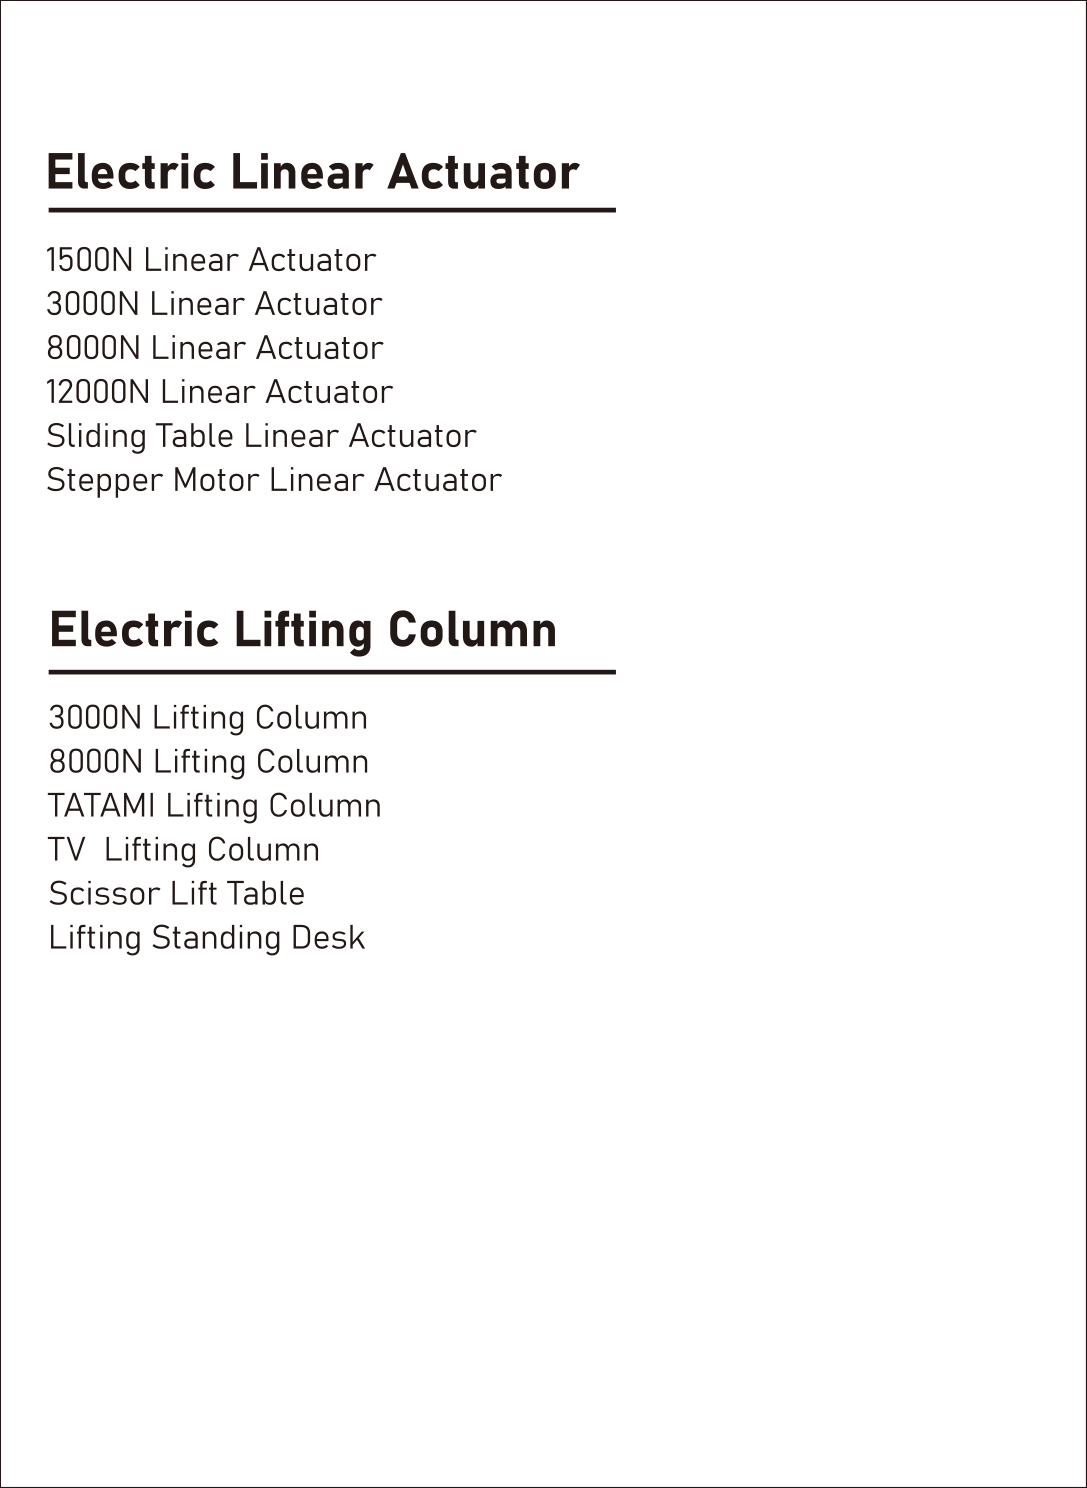 Electric Linear Actuator
1500N Linear Actuator
3000N Linear Actuator
8000N Linear Actuator
12000N Linear Actuator
Sliding Table Linear Actuator
Stepper Motor Linear Actuator
Electric Lifting Column
3000N Lifting Column
8000N Lifting Column
TATAMI Lifting Column
TV  Lifting Column
Scissor Lift Table
Lifting Standing Desk